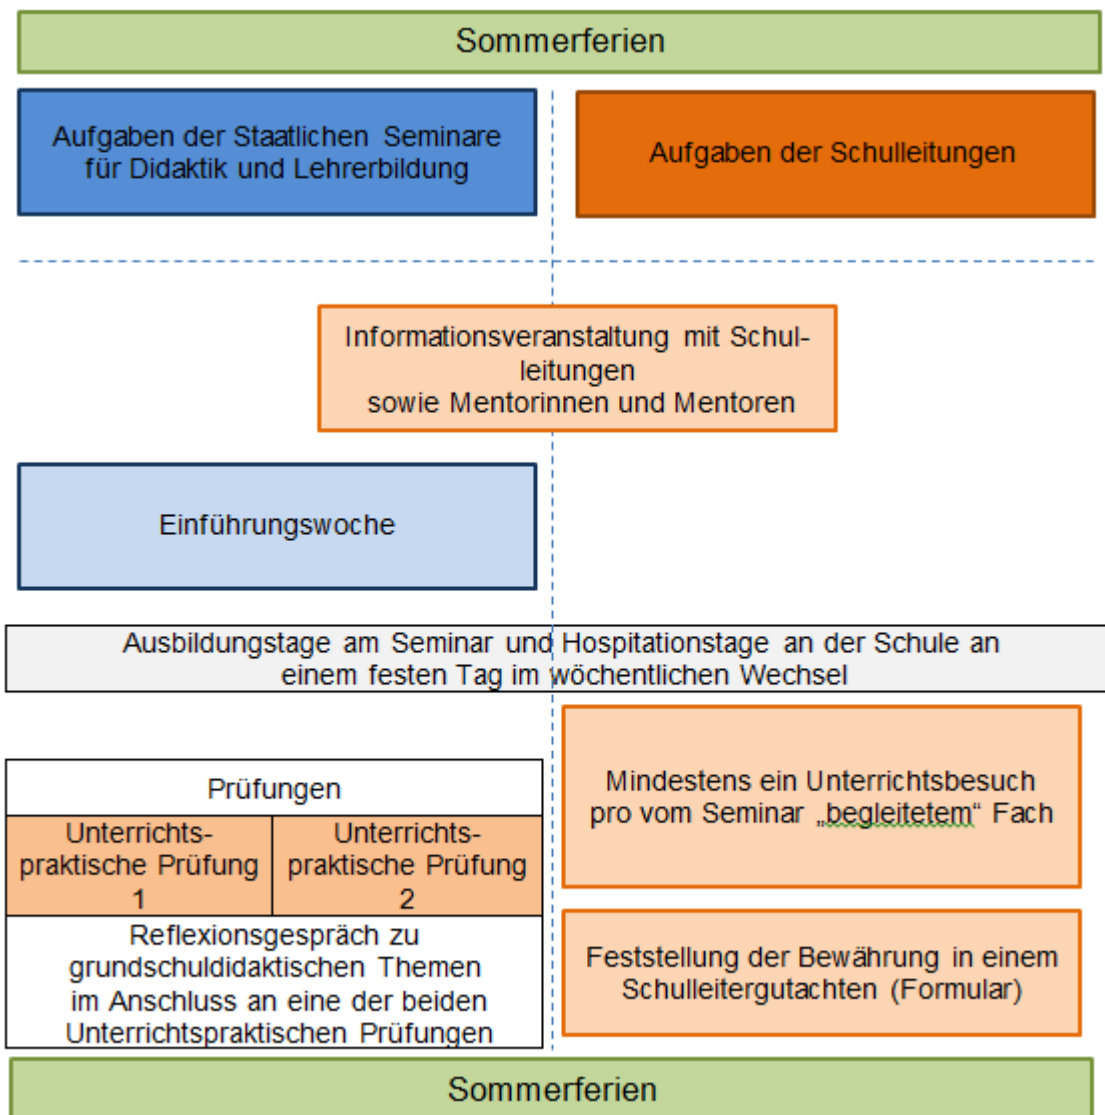 Sommerferien
Aufgaben der Staatlichen Seminare
für Didaktik und Lehrerbildung
Aufgaben der Schulleitungen
Informationsveranstaltung mit Schul-
leitungen
sowie Mentorinnen und Mentoren
Einführungswoche
Ausbildungstage am Seminar und Hospitationstage an der Schule an
einem festen Tag im wöchentlichen Wechsel
Prüfungen
Unterrichts-
praktische Prüfung
1
Unterrichts-
praktische Prüfung
2
Reflexionsgespräch zu
grundschuldidaktischen Themen
im Anschluss an eine der beiden
Unterrichtspraktischen Prüfungen
Mindestens ein Unterrichtsbesuch
pro vom Seminar „begleitetem“ Fach
Feststellung der Bewährung in einem
Schulleitergutachten (Formular)
Sommerferien